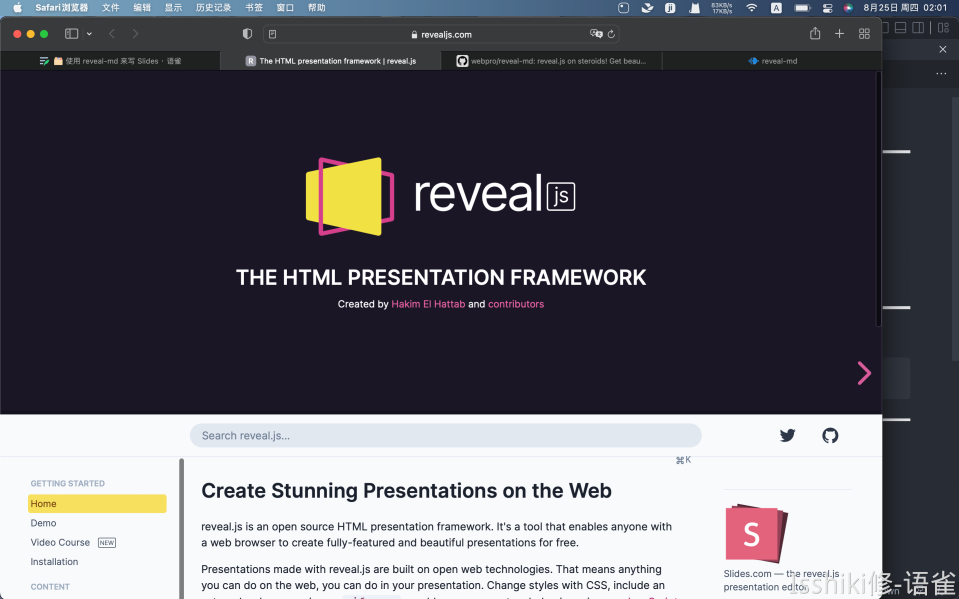 Safari浏览器 文件 编辑 显示 历史记录 书签 窗口 帮助 83KB/s 17KB/s A 8月25日 周四 02:01
revealjs.com
使用 reveal-md 来写 Slides · 语雀
R The HTML presentation framework | reveal.js
webpro/reveal-md: reveal.js on steroids! Get beau...
reveal-md
reveal js
THE HTML PRESENTATION FRAMEWORK
Created by Hakim El Hattab and contributors
Search reveal.js...
⌘K
GETTING STARTED
Home
Demo
Video Course NEW
Installation
CONTENT
Create Stunning Presentations on the Web
reveal.js is an open source HTML presentation framework. It's a tool that enables anyone with
a web browser to create fully-featured and beautiful presentations for free.
Presentations made with reveal.js are built on open web technologies. That means anything
you can do on the web, you can do in your presentation. Change styles with CSS, include an
S
Slides.com — the reveal.js
presentation editor.
Isshiki修-语雀